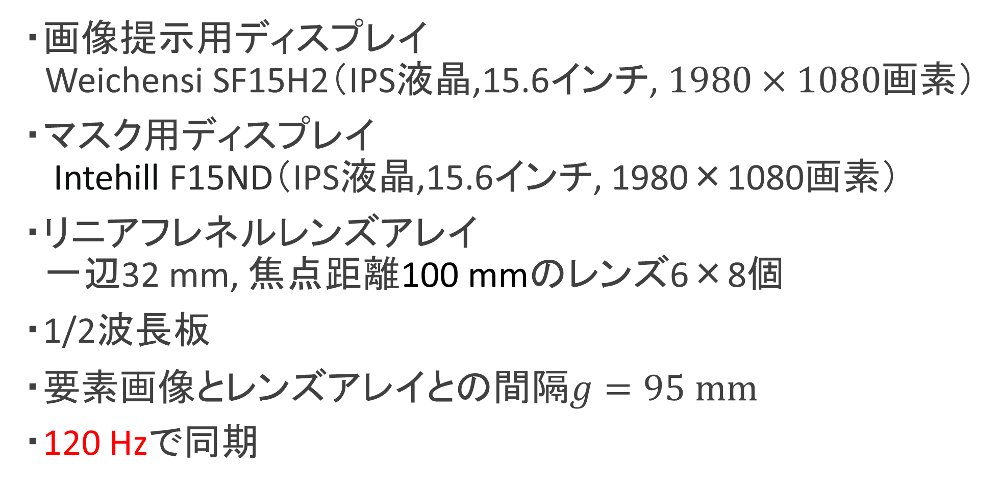 ・画像提示用ディスプレイ
Weichensi SF15H2（IPS液晶,15.6インチ, 1980 × 1080画素）
・マスク用ディスプレイ
Intehill F15ND（IPS液晶,15.6インチ, 1980×1080画素）
・リニアフレネルレンズアレイ
一辺32 mm, 焦点距離100 mmのレンズ6×8個
・1/2波長板
・要素画像とレンズアレイとの間隔g = 95 mm
・120 Hzで同期